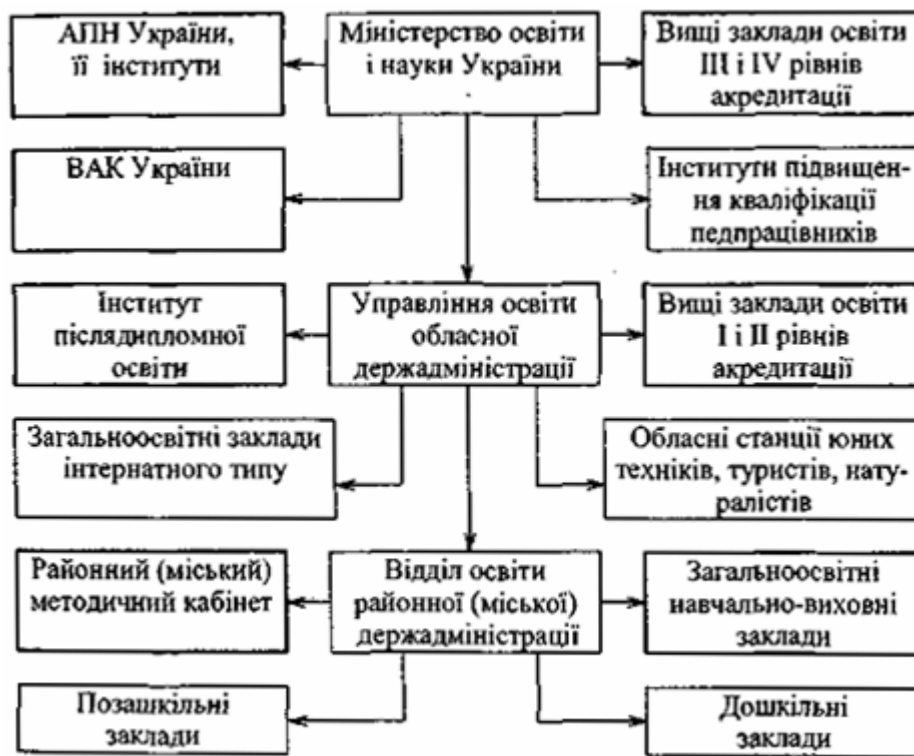 АПН України,
її інститути
Міністерство освіти
і науки України
Вищі заклади освіти
III і IV рівнів
акредитації
ВАК України
Інститути підвищен-
ня кваліфікації
педпрацівників
Інститут
післядипломної
освіти
Управління освіти
обласної
держадміністрації
Вищі заклади освіти
I і II рівнів
акредитації
Загальноосвітні заклади
інтернатного типу
Обласні станції юних
техніків, туристів, нату-
ралістів
Районний (міський)
методичний кабінет
Відділ освіти
районної (міської)
держадміністрації
Загальноосвітні
навчально-виховні
заклади
Позашкільні
заклади
Дошкільні
заклади